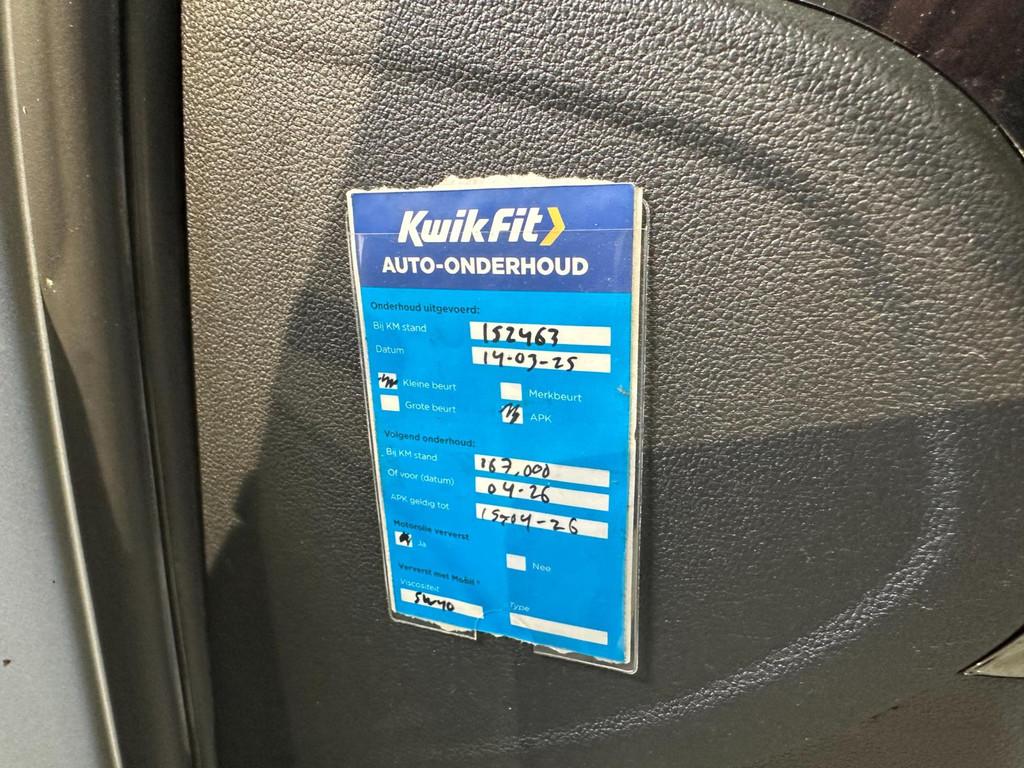 KwikFit
AUTO-ONDERHOUD
Onderhoud uitgevoerd:
Bij KM stand 152463
Datum 14-03-25
Kleine beurt Merkbeurt
Grote beurt APK
Volgend onderhoud:
Bij KM stand 167.000
Of voor (datum) 04-26
APK geldig tot 15-04-26
Motorolie ververst
Ja Nee
Ververst met Mobil
Viscositeit Type
5W40